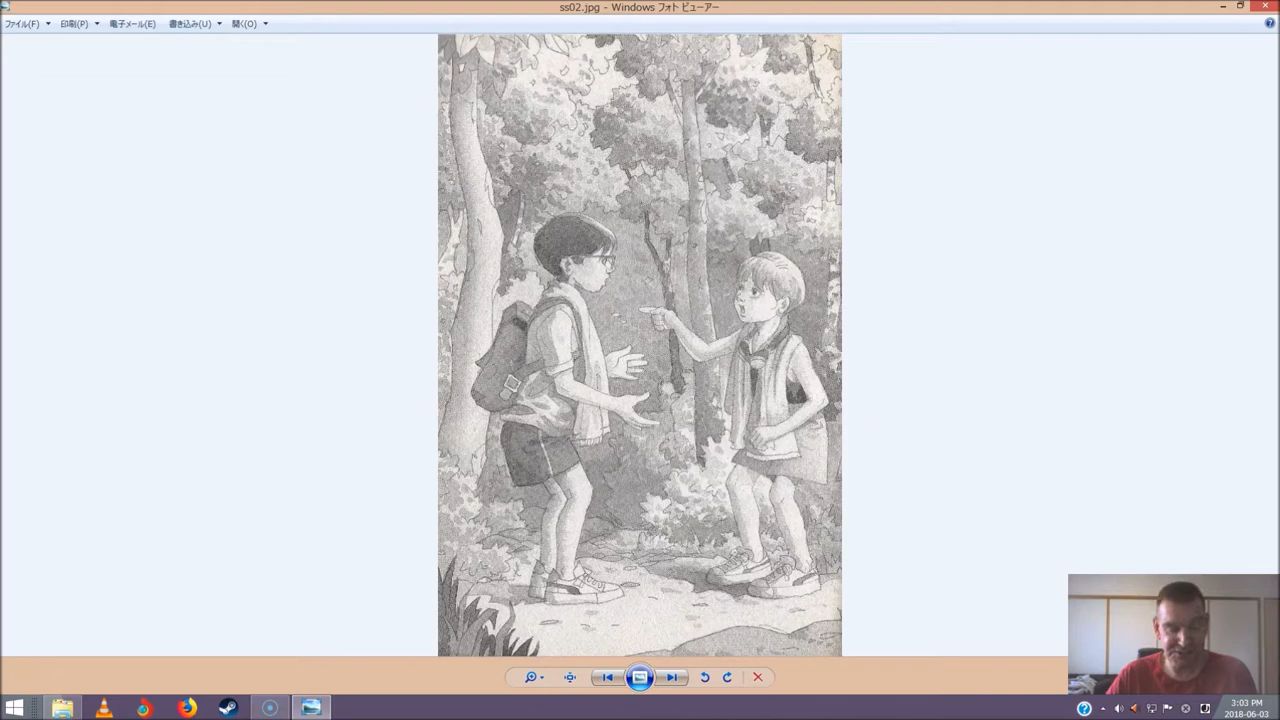 ss02.jpg - Windows フォト ビューアー
ファイル(F) 印刷(P) 電子メール(E) 書き込み(U) 開く(O)
3:03 PM
2018-06-03